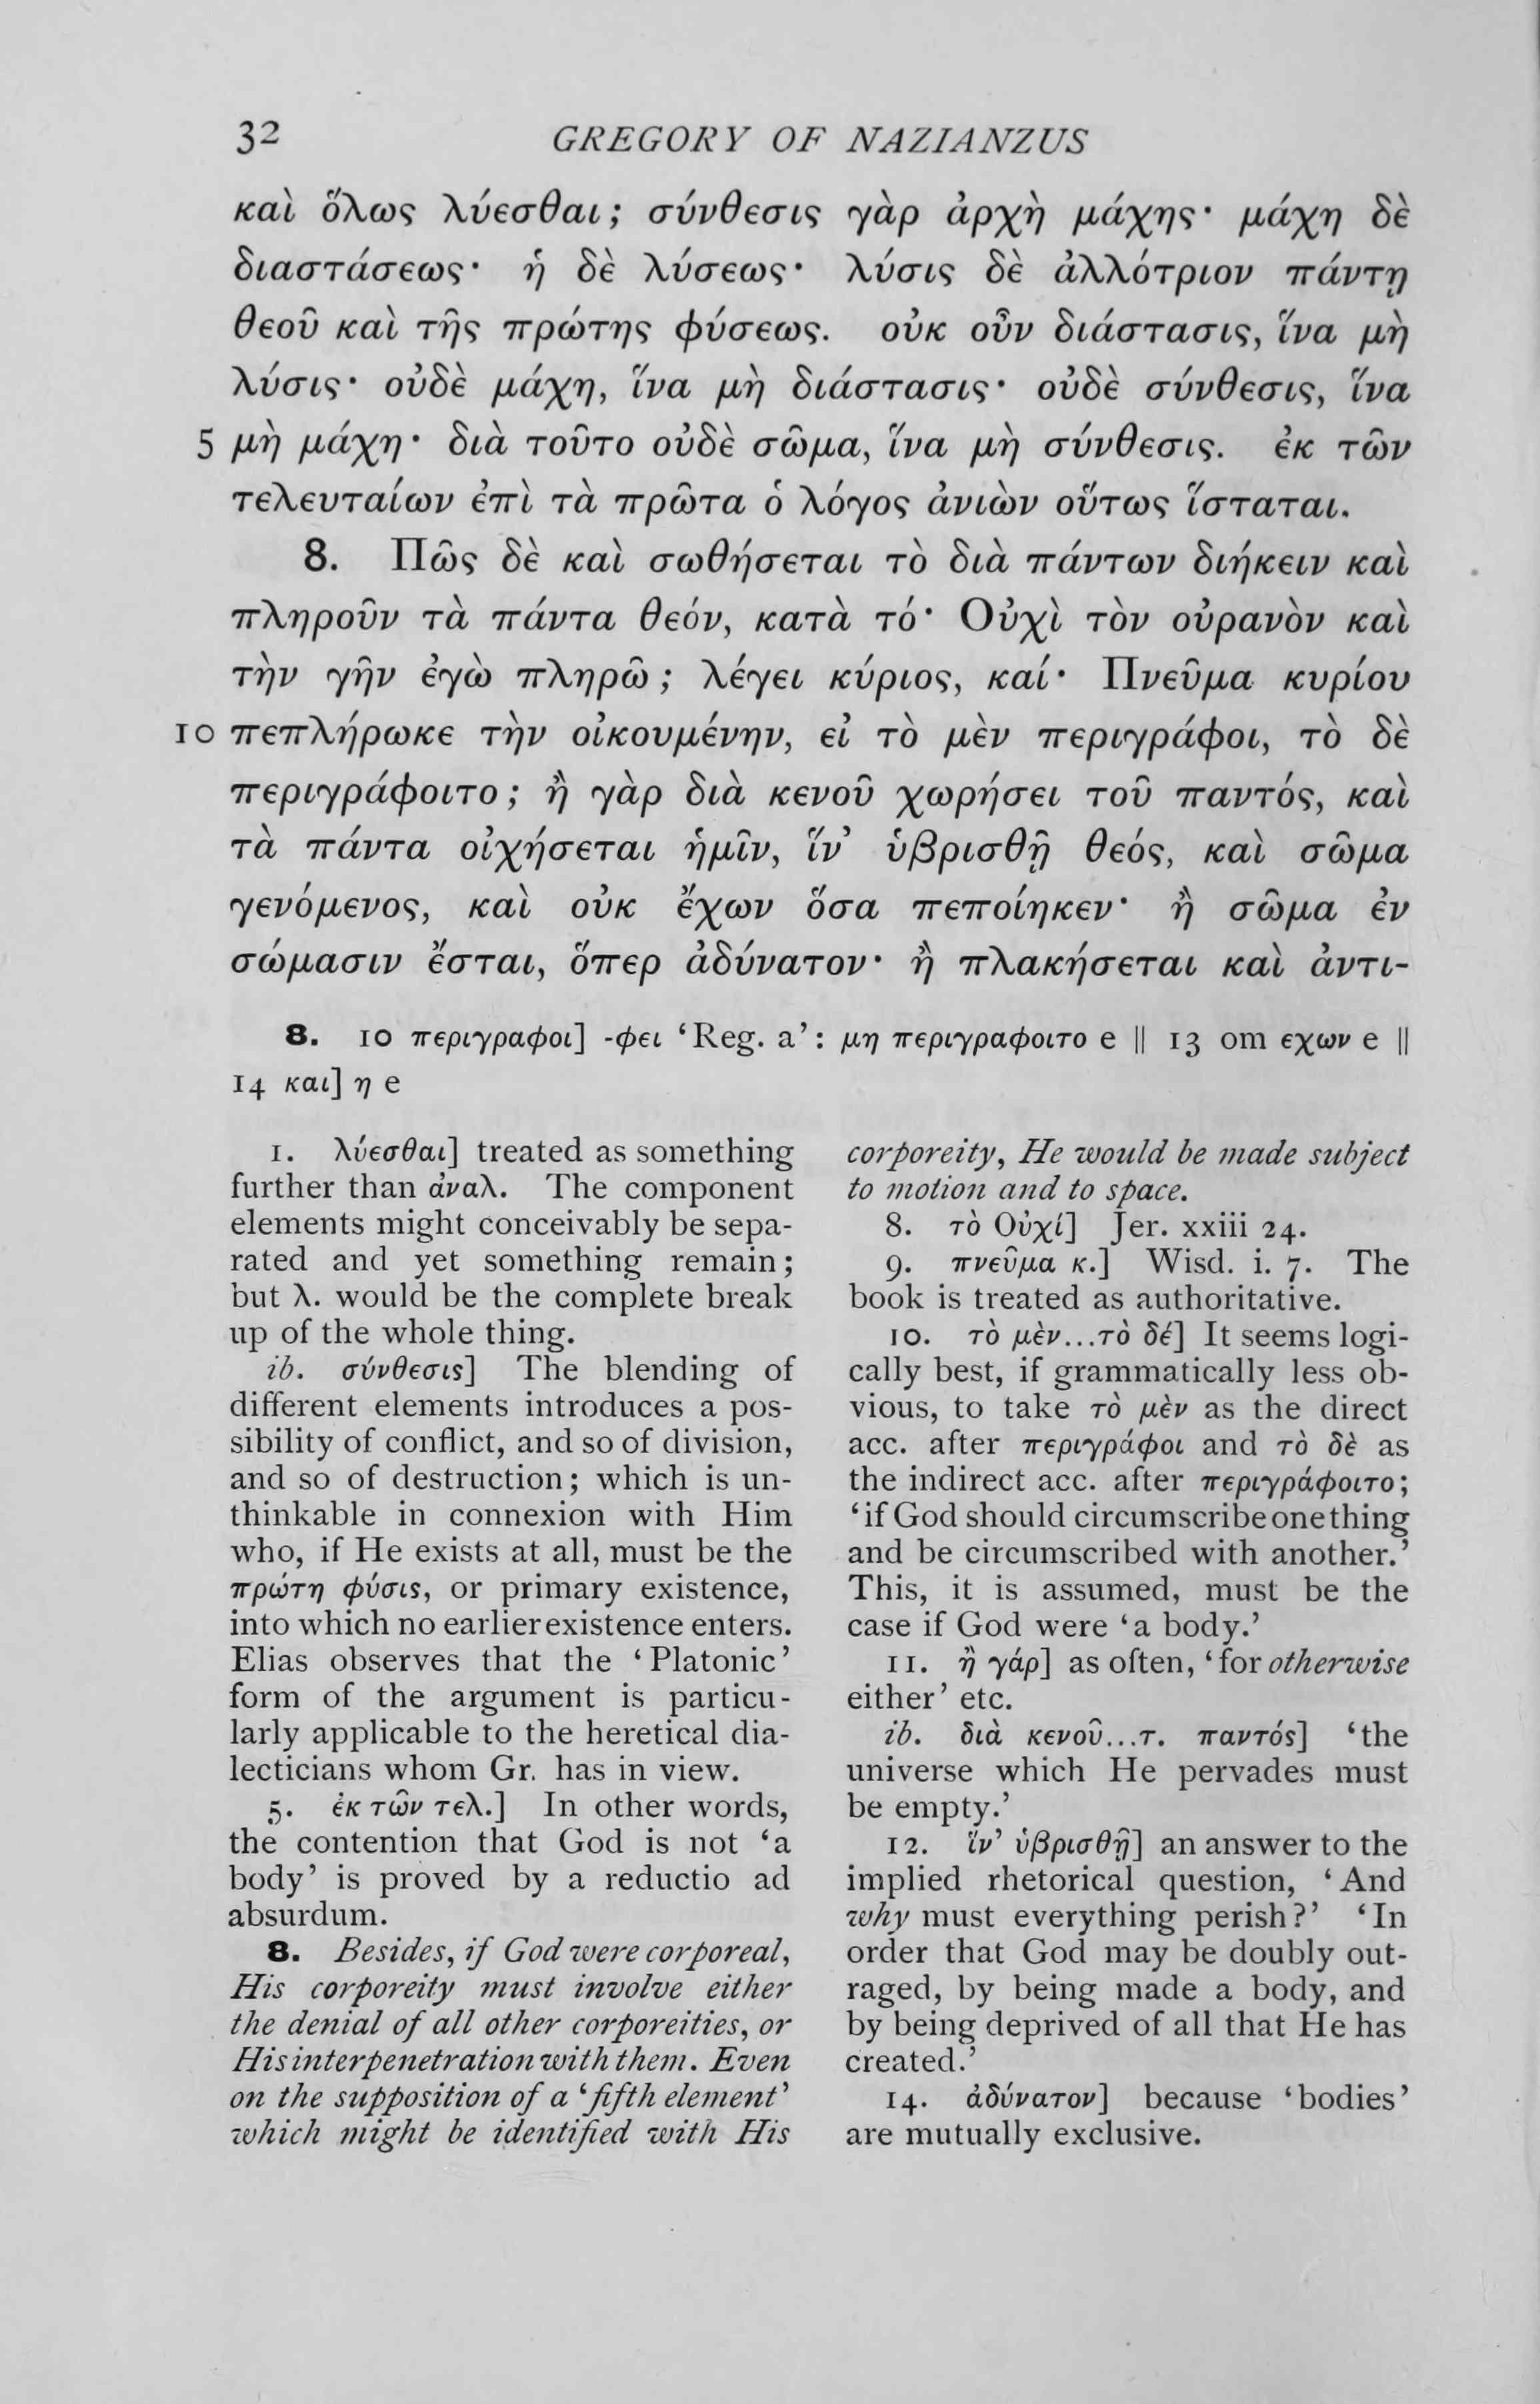 32 GREGORY OF NAZIANZUS
καὶ ὅλως λύεσθαι; σύνθεσις γὰρ ἀρχὴ μάχης· μάχη δὲ
διαστάσεως· ἡ δὲ λύσεως· λύσις δὲ ἀλλότριον πάντῃ
θεοῦ καὶ τῆς πρώτης φύσεως. οὐκ οὖν διάστασις, ἵνα μὴ
λύσις· οὐδὲ μάχη, ἵνα μὴ διάστασις· οὐδὲ σύνθεσις, ἵνα
5 μὴ μάχη· διὰ τοῦτο οὐδὲ σῶμα, ἵνα μὴ σύνθεσις. ἐκ τῶν
τελευταίων ἐπὶ τὰ πρῶτα ὁ λόγος ἀνιὼν οὕτως ἵσταται.
8. Πῶς δὲ καὶ σωθήσεται τὸ διὰ πάντων διήκειν καὶ
πληροῦν τὰ πάντα θεόν, κατὰ τό· Οὐχὶ τὸν οὐρανὸν καὶ
τὴν γῆν ἐγὼ πληρῶ; λέγει κύριος, καί· Πνεῦμα κυρίου
10 πεπλήρωκε τὴν οἰκουμένην, εἰ τὸ μὲν περιγράφοι, τὸ δὲ
περιγράφοιτο; ἢ γὰρ διὰ κενοῦ χωρήσει τοῦ παντός, καὶ
τὰ πάντα οἰχήσεται ἡμῖν, ἵν’ ὑβρισθῇ θεός, καὶ σῶμα
γενόμενος, καὶ οὐκ ἔχων ὅσα πεποίηκεν· ἢ σῶμα ἐν
σώμασιν ἔσται, ὅπερ ἀδύνατον· ἢ πλακήσεται καὶ ἀντι-
8. 10 περιγραφοι] -φει ‘Reg. a’: μη περιγραφοιτο e || 13 om εχων e ||
14 και] η e
1. λύεσθαι] treated as something
further than ἀναλ. The component
elements might conceivably be sepa-
rated and yet something remain;
but λ. would be the complete break
up of the whole thing.
ib. σύνθεσις] The blending of
different elements introduces a pos-
sibility of conflict, and so of division,
and so of destruction; which is un-
thinkable in connexion with Him
who, if He exists at all, must be the
πρώτη φύσις, or primary existence,
into which no earlier existence enters.
Elias observes that the ‘Platonic’
form of the argument is particu-
larly applicable to the heretical dia-
lecticians whom Gr. has in view.
5. ἐκ τῶν τελ.] In other words,
the contention that God is not ‘a
body’ is proved by a reductio ad
absurdum.
8. Besides, if God were corporeal,
His corporeity must involve either
the denial of all other corporeities, or
His interpenetration with them. Even
on the supposition of a ‘fifth element’
which might be identified with His
corporeity, He would be made subject
to motion and to space.
8. τὸ Οὐχί] Jer. xxiii 24.
9. πνεῦμα κ.] Wisd. i. 7. The
book is treated as authoritative.
10. τὸ μὲν...τὸ δέ] It seems logi-
cally best, if grammatically less ob-
vious, to take τὸ μὲν as the direct
acc. after περιγράφοι and τὸ δὲ as
the indirect acc. after περιγράφοιτο;
‘if God should circumscribe one thing
and be circumscribed with another.’
This, it is assumed, must be the
case if God were ‘a body.’
11. ἢ γάρ] as often, ‘for otherwise
either’ etc.
ib. διὰ κενοῦ...τ. παντός] ‘the
universe which He pervades must
be empty.’
12. ἵν’ ὑβρισθῇ] an answer to the
implied rhetorical question, ‘And
why must everything perish?’ ‘In
order that God may be doubly out-
raged, by being made a body, and
by being deprived of all that He has
created.’
14. ἀδύνατον] because ‘bodies’
are mutually exclusive.